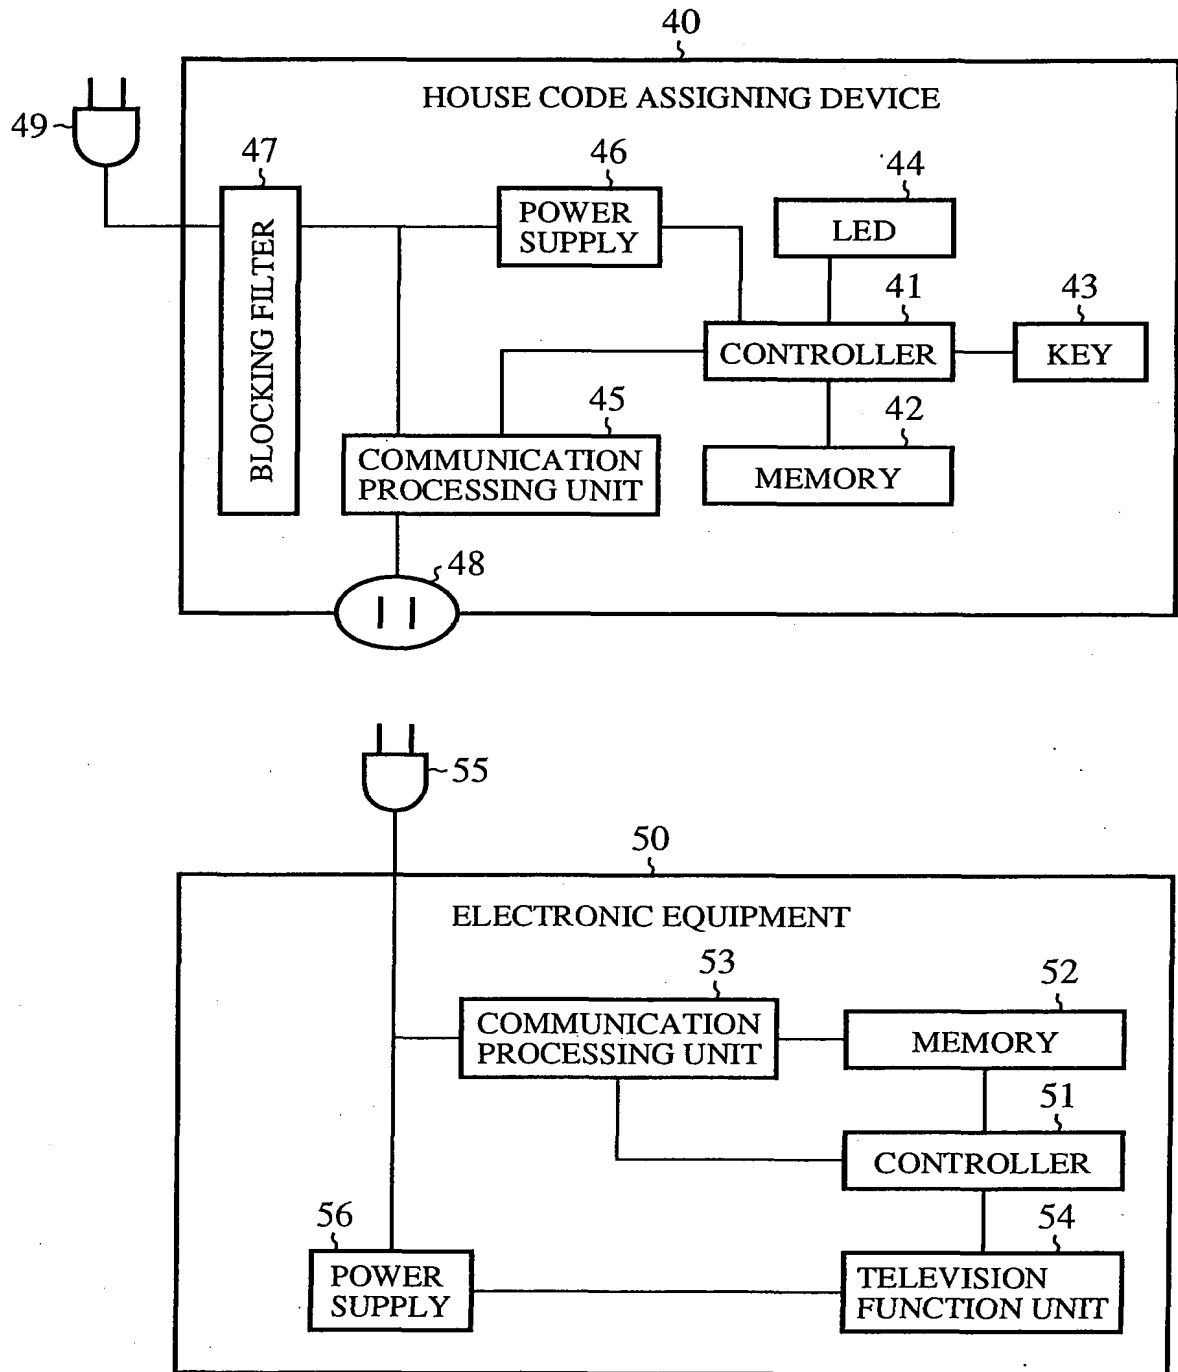 40
HOUSE CODE ASSIGNING DEVICE
49
47
46
44
POWER
SUPPLY
LED
BLOCKING FILTER
41
43
CONTROLLER
KEY
45
42
COMMUNICATION
PROCESSING UNIT
MEMORY
48
55
50
ELECTRONIC EQUIPMENT
53
52
COMMUNICATION
PROCESSING UNIT
MEMORY
51
CONTROLLER
56
54
POWER
SUPPLY
TELEVISION
FUNCTION UNIT